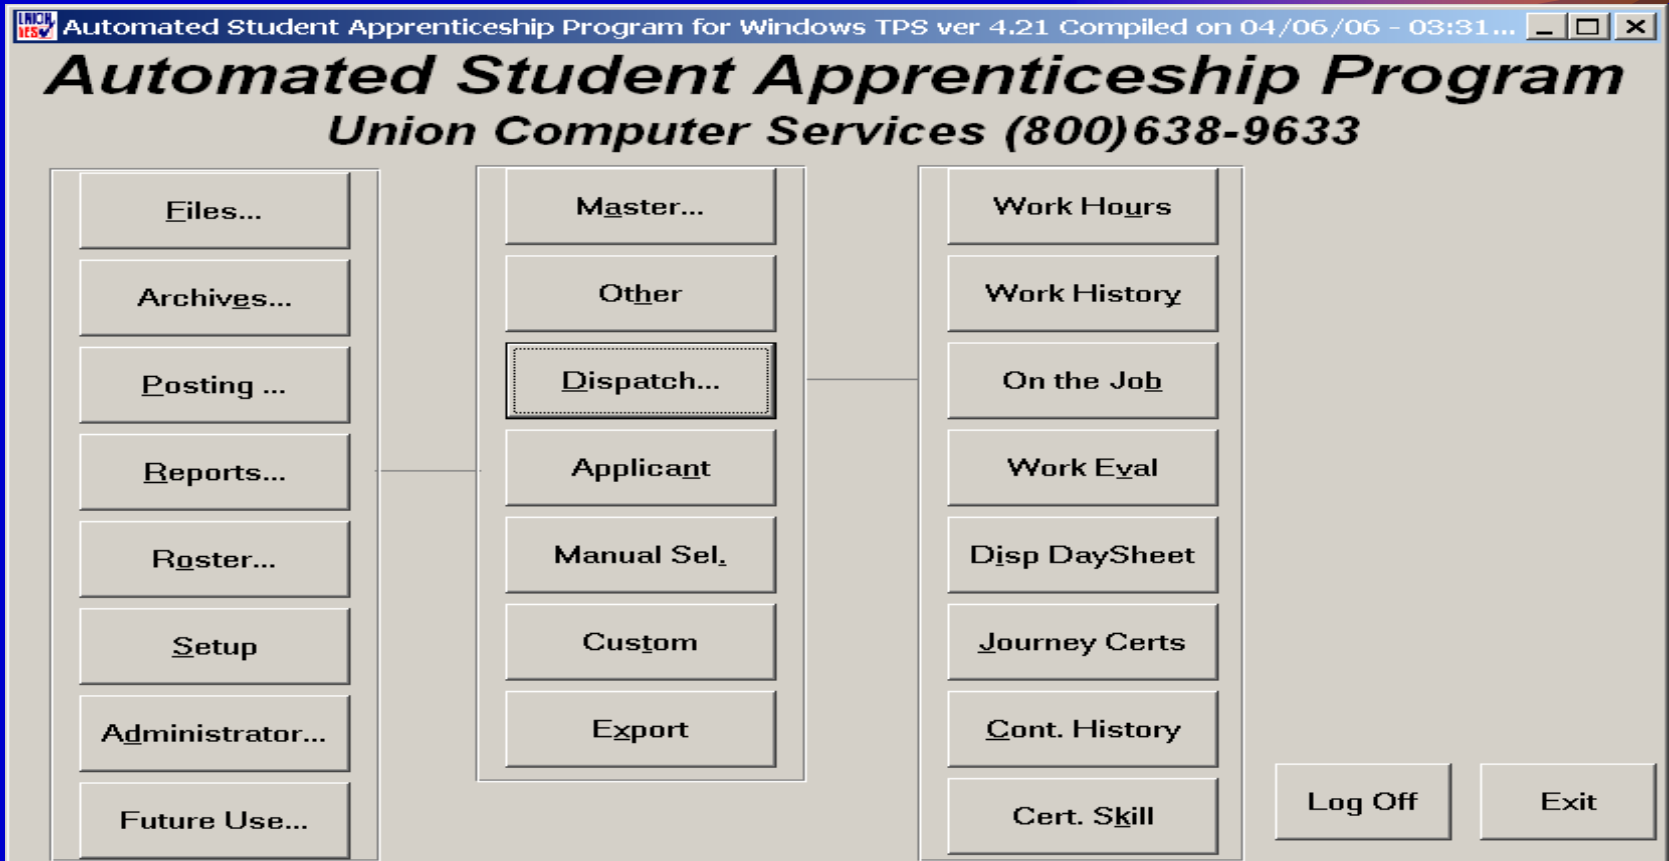 UNION YES
Automated Student Apprenticeship Program for Windows TPS ver 4.21 Compiled on 04/06/06 - 03:31...
Automated Student Apprenticeship Program
Union Computer Services (800)638-9633
Files...
Archives...
Posting ...
Reports...
Roster...
Setup
Administrator...
Future Use...
Master...
Other
Dispatch...
Applicant
Manual Sel.
Custom
Export
Work Hours
Work History
On the Job
Work Eval
Disp DaySheet
Journey Certs
Cont. History
Cert. Skill
Log Off
Exit